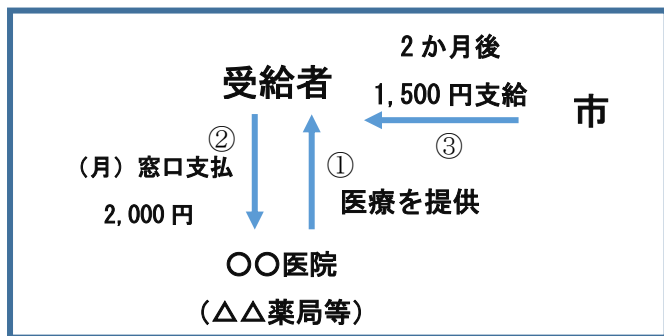 2か月後
受給者
1,500円支給
市
②
(月)窓口支払
2,000円
①
医療を提供
③
〇〇医院
(△△薬局等)